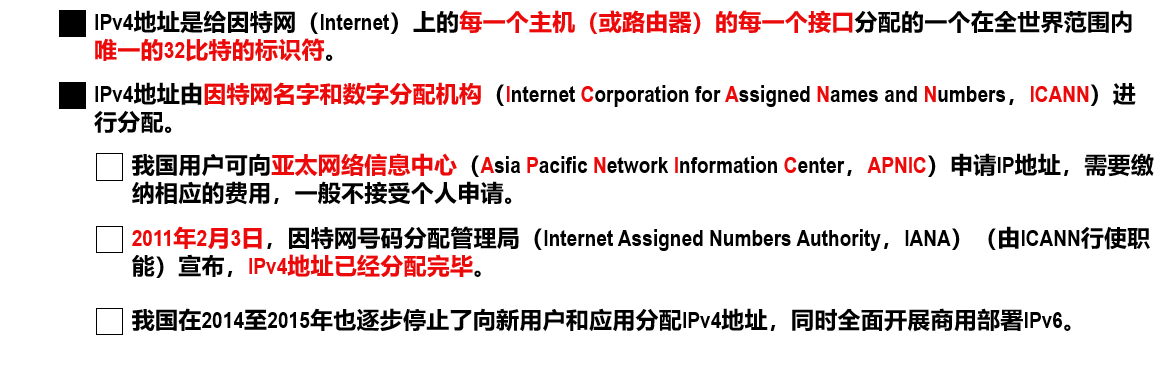 IPv4地址是给因特网（Internet）上的每一个主机（或路由器）的每一个接口分配的一个在全世界范围内
唯一的32比特的标识符。
IPv4地址由因特网名字和数字分配机构（Internet Corporation for Assigned Names and Numbers，ICANN）进
行分配。
我国用户可向亚太网络信息中心（Asia Pacific Network Information Center，APNIC）申请IP地址，需要缴
纳相应的费用，一般不接受个人申请。
2011年2月3日，因特网号码分配管理局（Internet Assigned Numbers Authority，IANA）（由ICANN行使职
能）宣布，IPv4地址已经分配完毕。
我国在2014至2015年也逐步停止了向新用户和应用分配IPv4地址，同时全面开展商用部署IPv6。